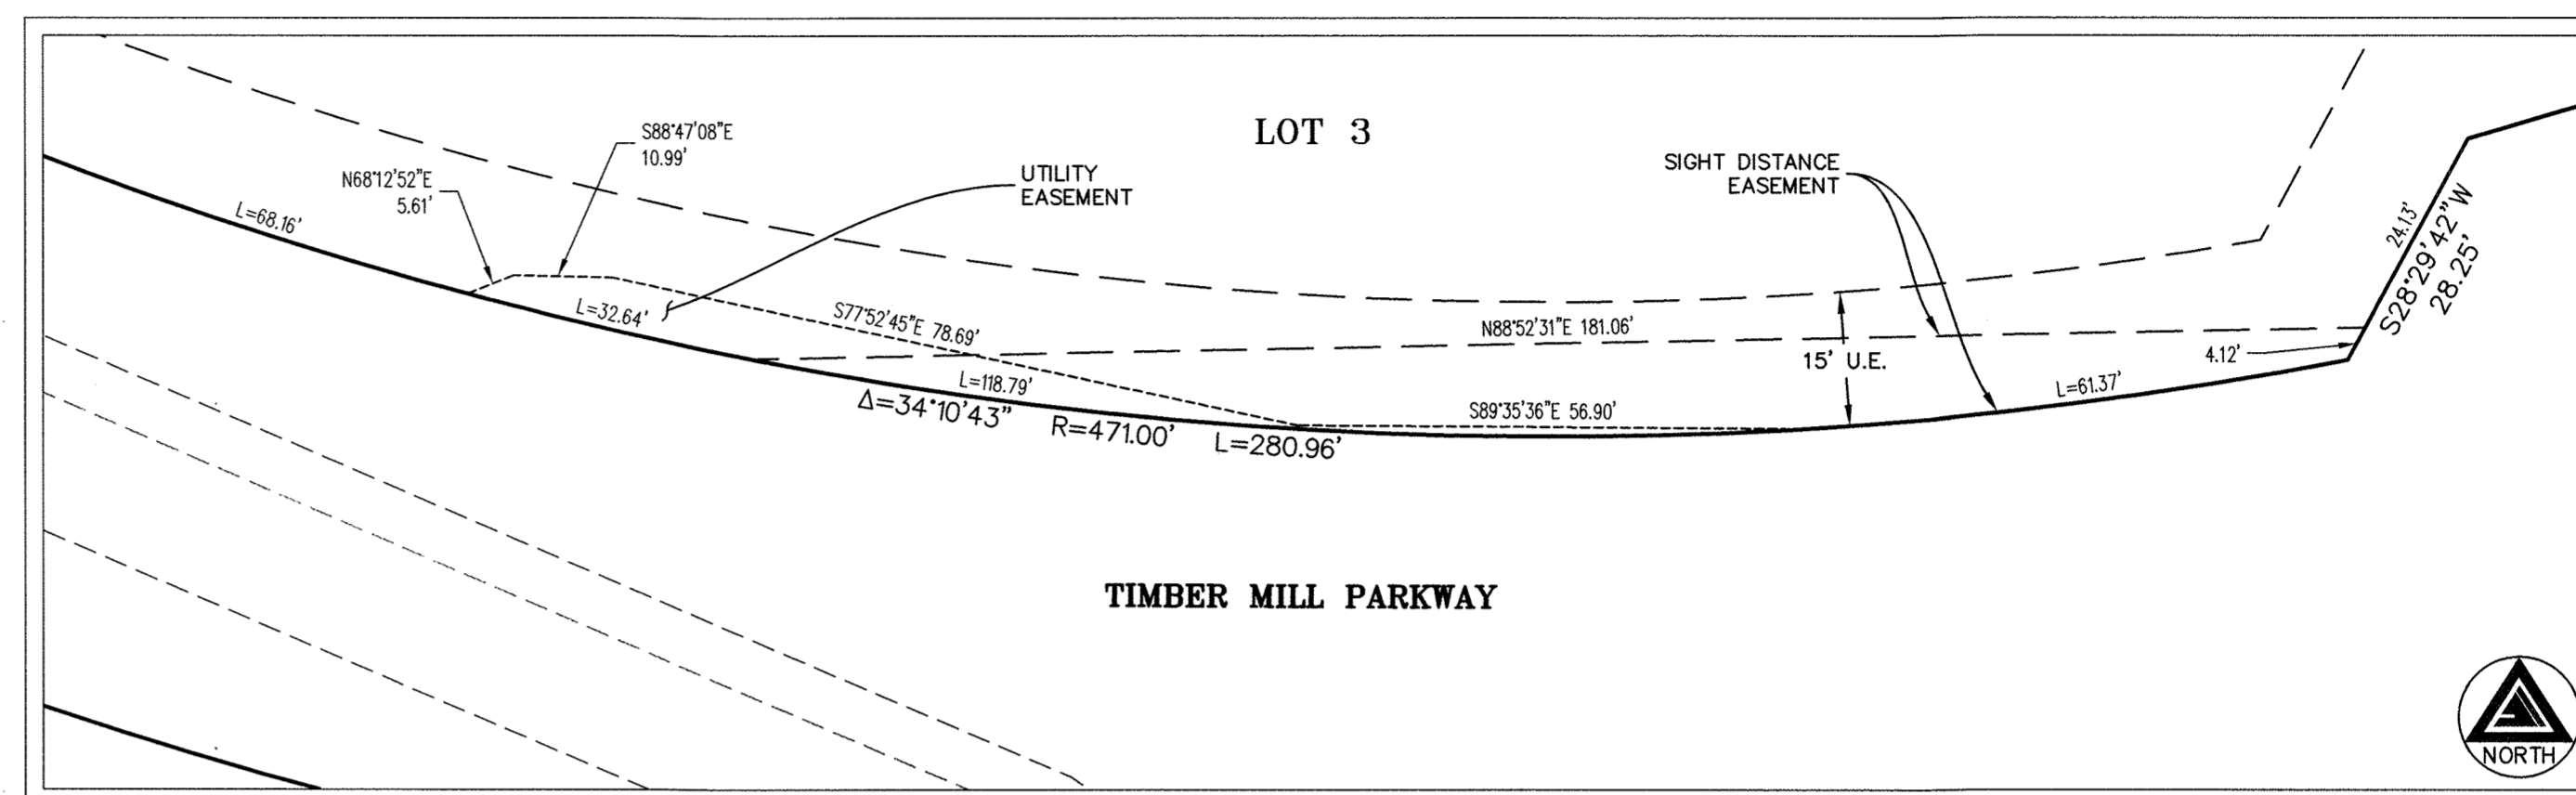 LOT 3
S88°47'08"E
10.99'
N68°12'52"E
5.61'
UTILITY
EASEMENT
SIGHT DISTANCE
EASEMENT
L=68.16'
L=32.64'
S77°52'45"E 78.69'
N88°52'31"E 181.06'
15' U.E.
24.13'
S28°29'42"W
28.25'
4.12'
L=61.37'
L=118.79'
Δ=34°10'43" R=471.00' L=280.96'
S89°35'36"E 56.90'
TIMBER MILL PARKWAY
NORTH